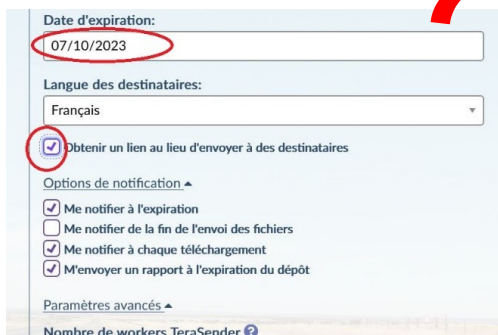 ?
Date d'expiration:
07/10/2023
Langue des destinataires:
Français
Obtenir un lien au lieu d'envoyer à des destinataires
Options de notification
Me notifier à l'expiration
Me notifier de la fin de l'envoi des fichiers
Me notifier à chaque téléchargement
M'envoyer un rapport à l'expiration du dépôt
Paramètres avancés
Nombre de workers TeraSender ?